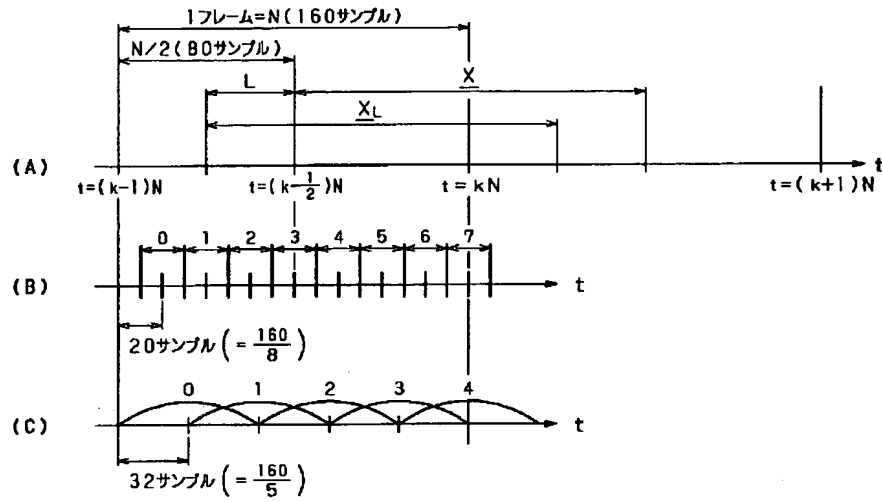 1フレーム=N(160サンプル)
N/2(80サンプル)
L
X
XL
(A)
t
t=(k-1)N
t=(k-1/2)N
t=kN
t=(k+1)N
0 1 2 3 4 5 6 7
(B)
t
20サンプル(=160/8)
0 1 2 3 4
(C)
t
32サンプル(=160/5)